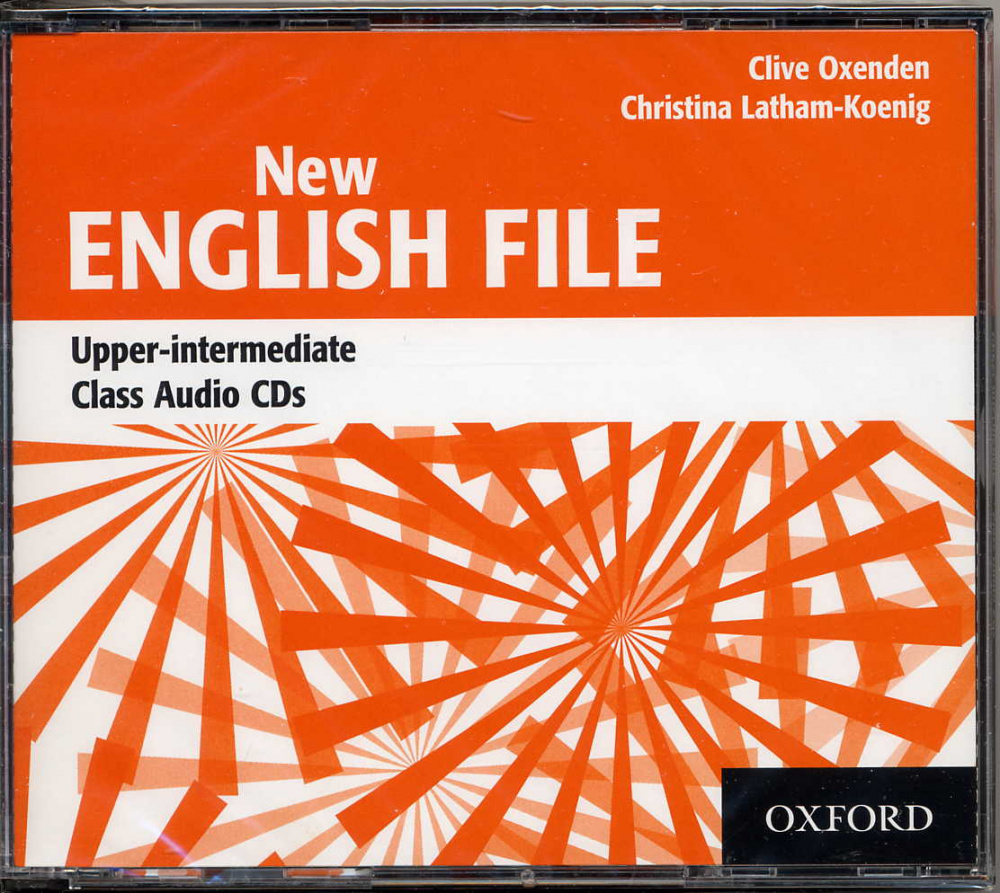 Clive Oxenden
Christina Latham-Koenig
New
ENGLISH FILE
Upper-intermediate
Class Audio CDs
OXFORD